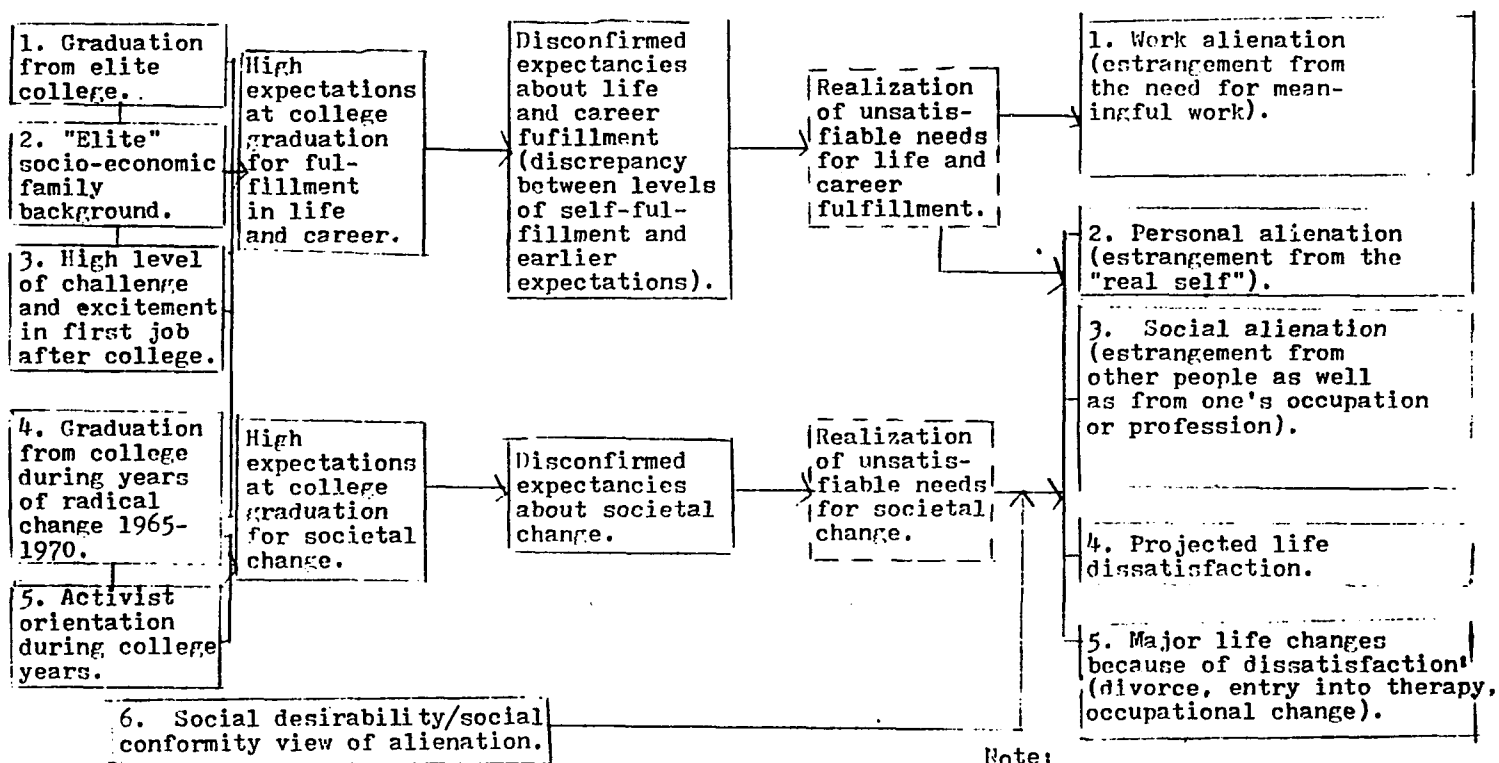 1. Graduation
from elite
college.
2. "Elite"
socio-economic
family
background.
3. High level
of challenge
and excitement
in first job
after college.
4. Graduation
from college
during years
of radical
change 1965-
1970.
5. Activist
orientation
during college
years.
6. Social desirability/social
conformity view of alienation.
High
expectations
at college
graduation
for ful-
fillment
in life
and career.
High
expectations
at college
graduation
for societal
change.
Disconfirmed
expectancies
about life
and career
fufillment
(discrepancy
between levels
of self-ful-
fillment and
earlier
expectations).
Disconfirmed
expectancies
about societal
change.
Realization
of unsatis-
fiable needs
for life and
career
fulfillment.
Realization
of unsatis-
fiable needs
for societal
change.
1. Work alienation
(estrangement from
the need for mean-
ingful work).
2. Personal alienation
(estrangement from the
"real self").
3. Social alienation
(estrangement from
other people as well
as from one's occupation
or profession).
4. Projected life
dissatisfaction.
5. Major life changes
because of dissatisfaction
(divorce, entry into therapy,
occupational change).
Note: